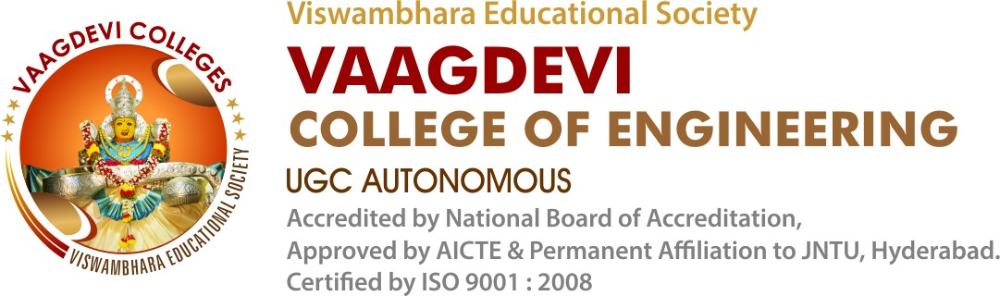 VAAGDEVI COLLEGES
VISWAMBHARA EDUCATIONAL SOCIETY
Viswambhara Educational Society
VAAGDEVI
COLLEGE OF ENGINEERING
UGC AUTONOMOUS
Accredited by National Board of Accreditation,
Approved by AICTE & Permanent Affiliation to JNTU, Hyderabad.
Certified by ISO 9001 : 2008